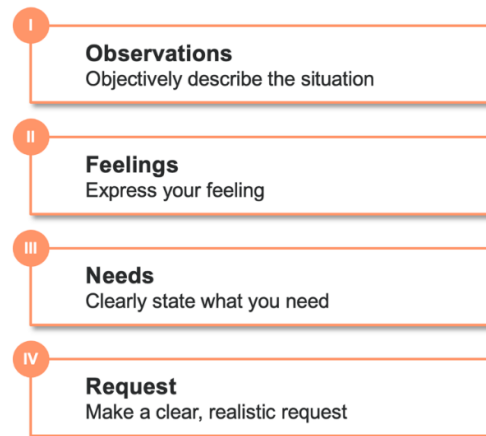 I
Observations
Objectively describe the situation
II
Feelings
Express your feeling
III
Needs
Clearly state what you need
IV
Request
Make a clear, realistic request